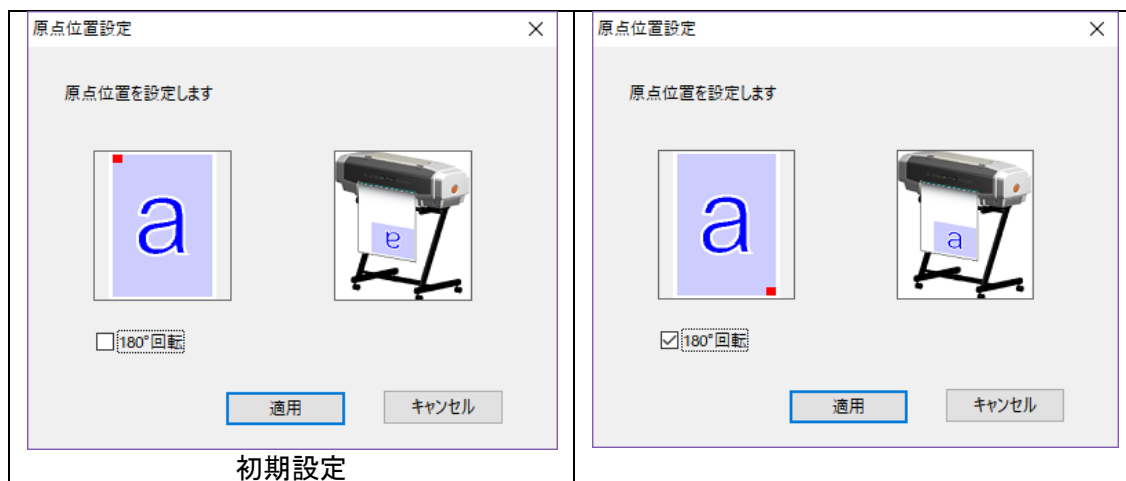 原点位置設定
原点位置を設定します
a
a
180°回転
適用
キャンセル
初期設定
原点位置設定
原点位置を設定します
a
a
180°回転
適用
キャンセル